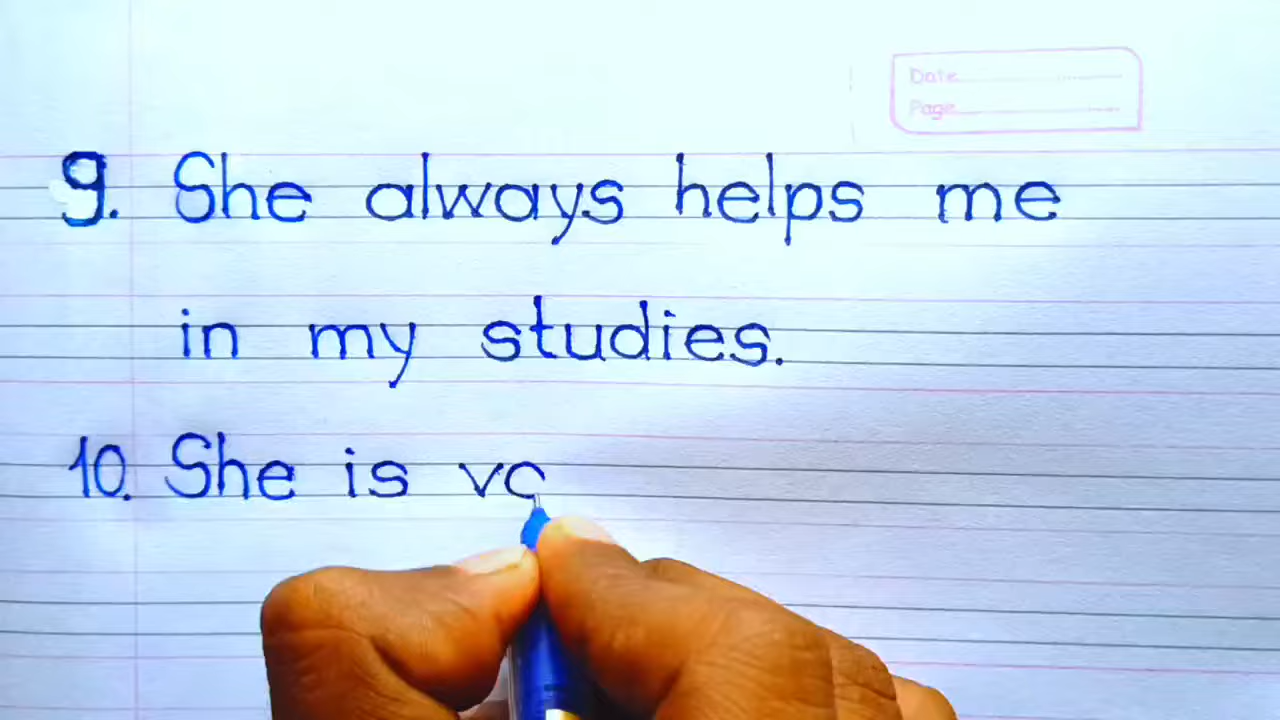 Date
Page
9. She always helps me
in my studies.
10. She is